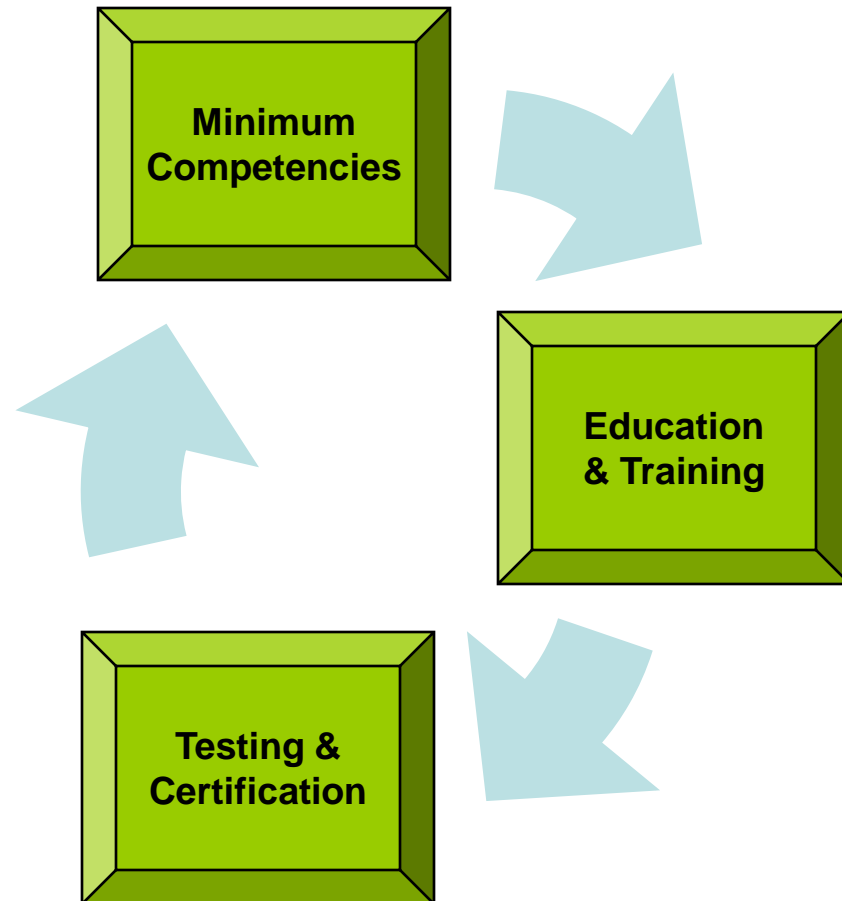 Minimum
Competencies
Education
& Training
Testing &
Certification